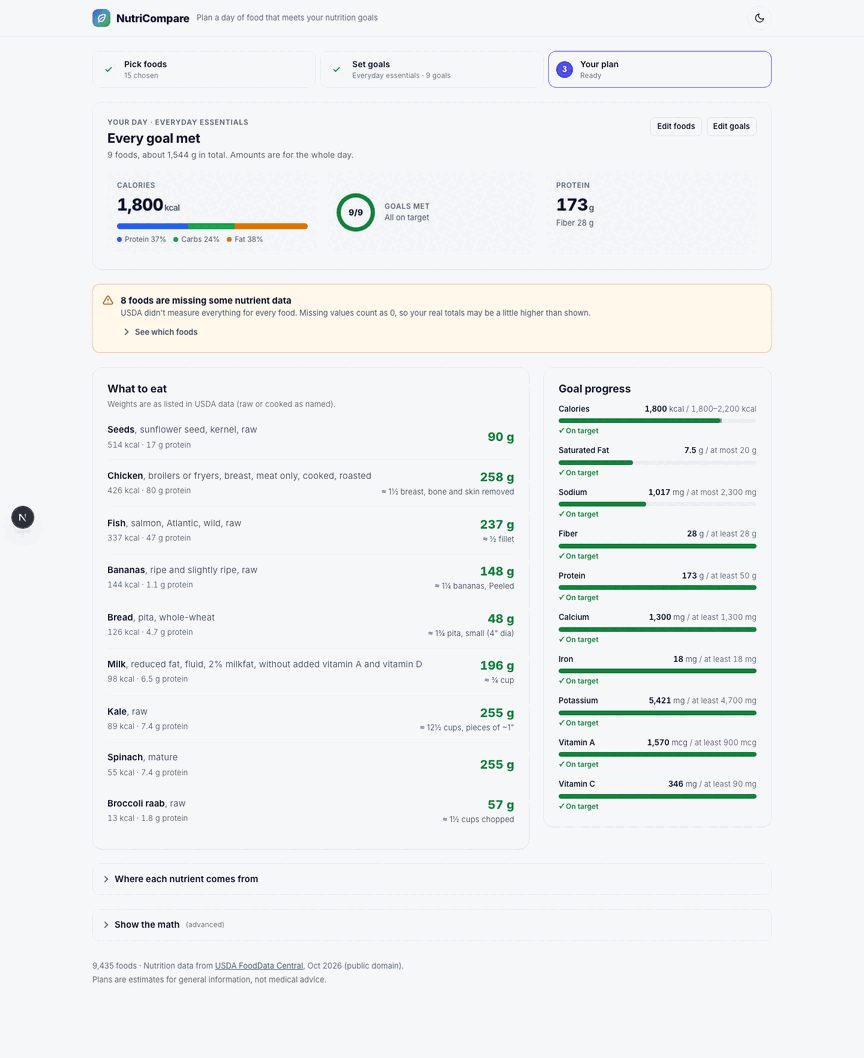 NutriCompare Plan a day of food that meets your nutrition goals
Pick foods
15 chosen
Set goals
Everyday essentials · 9 goals
3
Your plan
Ready
YOUR DAY · EVERYDAY ESSENTIALS
Every goal met
9 foods, about 1,544 g in total. Amounts are for the whole day.
Edit foods
Edit goals
CALORIES
1,800 kcal
Protein 37% Carbs 24% Fat 38%
9/9
GOALS MET
All on target
PROTEIN
173 g
Fiber 28 g
8 foods are missing some nutrient data
USDA didn't measure everything for every food. Missing values count as 0, so your real totals may be a little higher than shown.
See which foods
What to eat
Weights are as listed in USDA data (raw or cooked as named).
Seeds, sunflower seed, kernel, raw
514 kcal · 17 g protein
90 g
Chicken, broilers or fryers, breast, meat only, cooked, roasted
426 kcal · 80 g protein
258 g
≈ 1½ breast, bone and skin removed
Fish, salmon, Atlantic, wild, raw
337 kcal · 47 g protein
237 g
≈ ½ fillet
Bananas, ripe and slightly ripe, raw
144 kcal · 1.1 g protein
148 g
≈ 1¼ bananas, Peeled
Bread, pita, whole-wheat
126 kcal · 4.7 g protein
48 g
≈ 1¾ pita, small (4" dia)
Milk, reduced fat, fluid, 2% milkfat, without added vitamin A and vitamin D
98 kcal · 6.5 g protein
196 g
≈ ¾ cup
Kale, raw
89 kcal · 7.4 g protein
255 g
≈ 12½ cups, pieces of ~1"
Spinach, mature
55 kcal · 7.4 g protein
255 g
Broccoli raab, raw
13 kcal · 1.8 g protein
57 g
≈ 1½ cups chopped
Goal progress
Calories 1,800 kcal / 1,800–2,200 kcal
✓ On target
Saturated Fat 7.5 g / at most 20 g
✓ On target
Sodium 1,017 mg / at most 2,300 mg
✓ On target
Fiber 28 g / at least 28 g
✓ On target
Protein 173 g / at least 50 g
✓ On target
Calcium 1,300 mg / at least 1,300 mg
✓ On target
Iron 18 mg / at least 18 mg
✓ On target
Potassium 5,421 mg / at least 4,700 mg
✓ On target
Vitamin A 1,570 mcg / at least 900 mcg
✓ On target
Vitamin C 346 mg / at least 90 mg
✓ On target
N
Where each nutrient comes from
Show the math (advanced)
9,435 foods · Nutrition data from USDA FoodData Central, Oct 2026 (public domain).
Plans are estimates for general information, not medical advice.